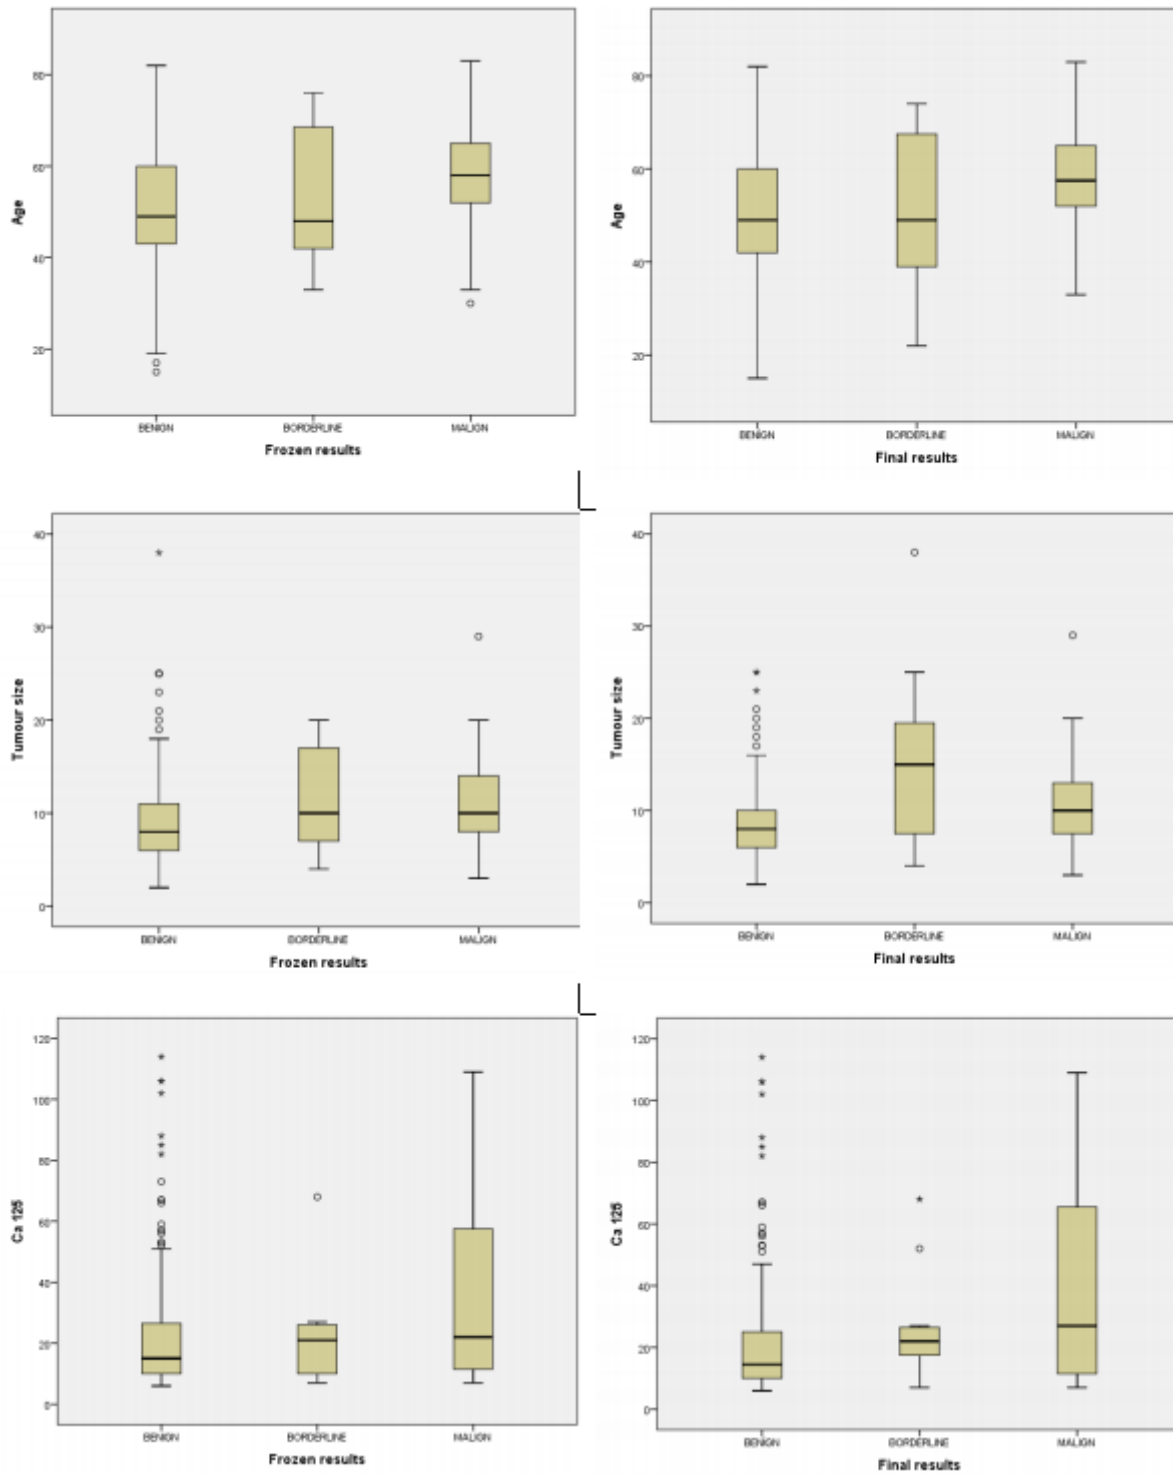 80
60
40
20
Age
BENIGN BORDERLINE MALIGN
Frozen results
80
60
40
20
Age
BENIGN BORDERLINE MALIGN
Final results
40
30
20
10
0
Tumour size
BENIGN BORDERLINE MALIGN
Frozen results
40
30
20
10
0
Tumour size
BENIGN BORDERLINE MALIGN
Final results
120
100
80
60
40
20
0
Ca 125
BENIGN BORDERLINE MALIGN
Frozen results
120
100
80
60
40
20
0
Ca 125
BENIGN BORDERLINE MALIGN
Final results